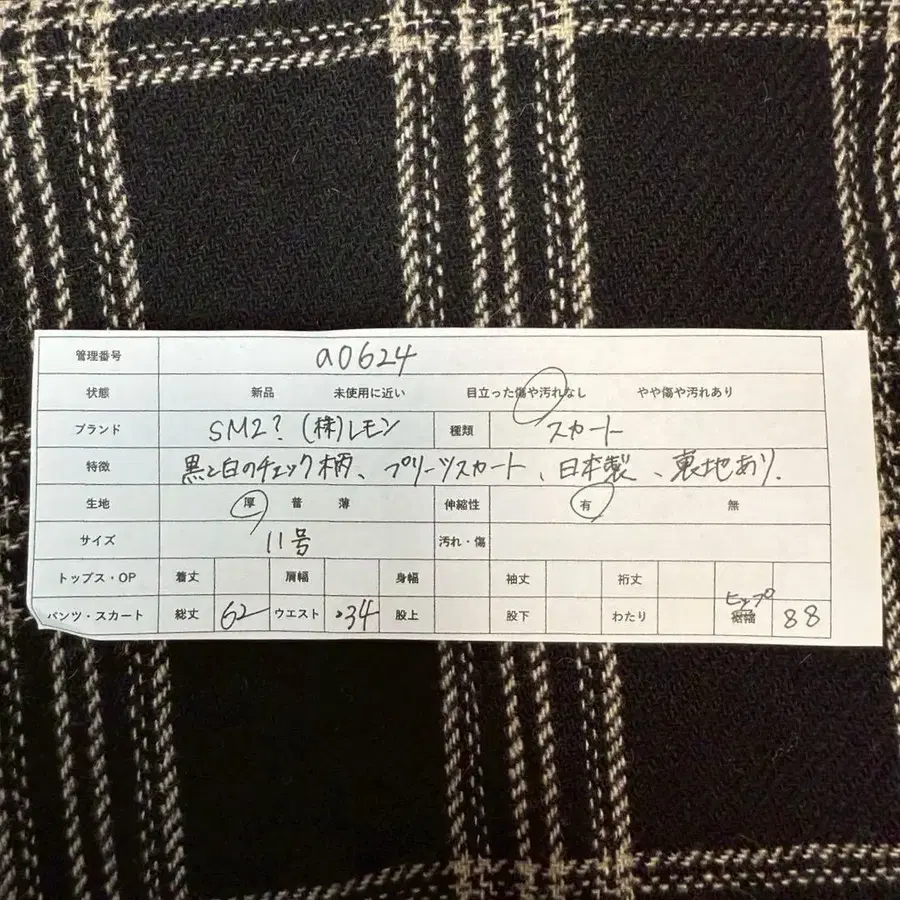 管理番号 a0624
状態 新品 未使用に近い 目立った傷や汚れなし やや傷や汚れあり
ブランド SM2? (株)レモン 種類 スカート
特徴 黒と白のチェック柄、プリーツスカート、日本製、裏地あり.
生地 厚 普 薄 伸縮性 有 無
サイズ 11号 汚れ・傷
トップス・OP 着丈 肩幅 身幅 袖丈 裄丈
ヒップ
パンツ・スカート 総丈 62 ウエスト .34 股上 股下 わたり 裾幅 88